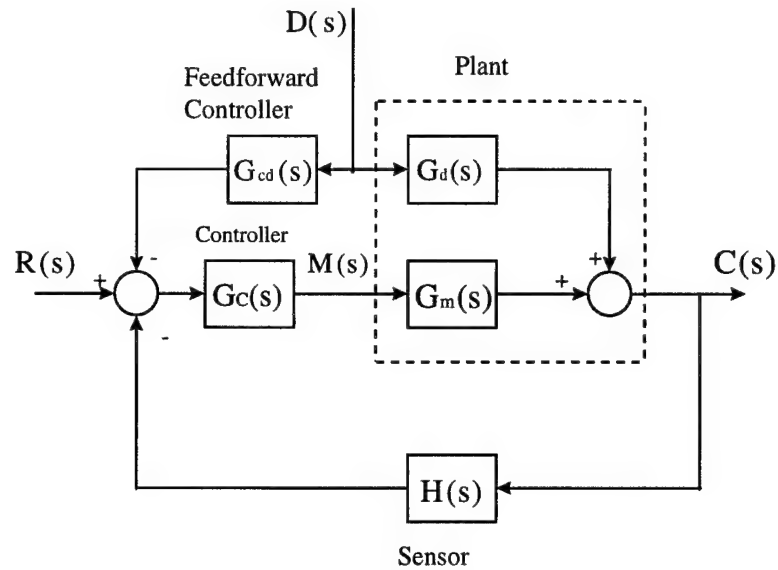 D(s)
Plant
Feedforward
Controller
Gcd(s)
Gd(s)
Controller
-
+
R(s)
+
GC(s)
M(s)
Gm(s)
+
C(s)
-
H(s)
Sensor